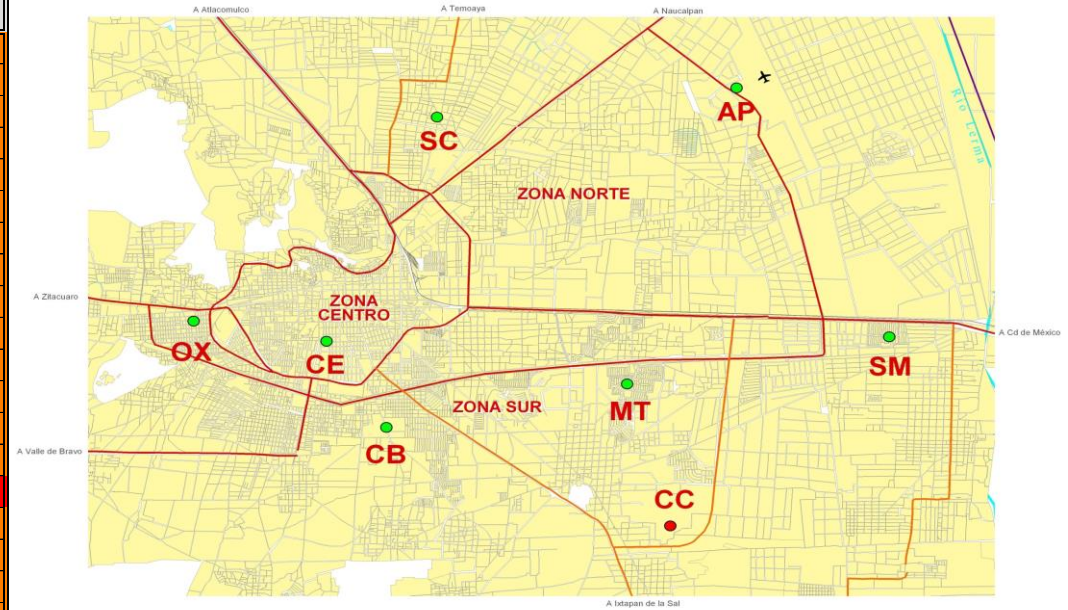 A Atlacomulco
A Temoaya
A Naucalpan
AP
SC
Río Lerma
ZONA NORTE
A Zitacuaro
ZONA
CENTRO
A Cd de México
OX
CE
SM
ZONA SUR
MT
CB
A Valle de Bravo
CC
A Ixtapan de la Sal